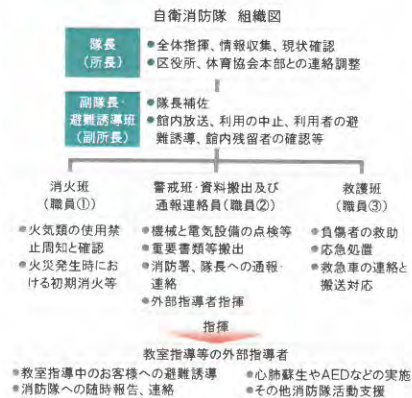 自衛消防隊 組織図
隊長
(所長)
●全体指揮、情報収集、現状確認
●区役所、体育協会本部との連絡調整
副隊長・
避難誘導班
(副所長)
●隊長補佐
●館内放送、利用の中止、利用者の避
難誘導、館内残留者の確認等
消火班
(職員①)
●火気類の使用禁
止周知と確認
●火災発生時にお
ける初期消火等
警戒班・資料搬出及び
通報連絡員(職員②)
●機械と電気設備の点検等
●重要書類等搬出
●消防署、隊長への通報・
連絡
●外部指導者指揮
救護班
(職員③)
●負傷者の救助
●応急処置
●救急車の連絡と
搬送対応
指揮
教室指導等の外部指導者
●教室指導中のお客様への避難誘導
●消防隊への随時報告、連絡
●心肺蘇生やAEDなどの実施
●その他消防隊活動支援